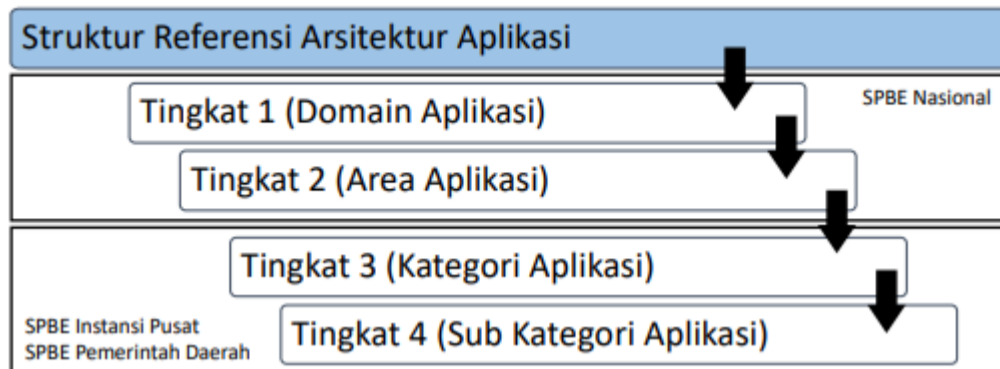 Struktur Referensi Arsitektur Aplikasi
Tingkat 1 (Domain Aplikasi)
SPBE Nasional
Tingkat 2 (Area Aplikasi)
Tingkat 3 (Kategori Aplikasi)
SPBE Instansi Pusat
SPBE Pemerintah Daerah
Tingkat 4 (Sub Kategori Aplikasi)